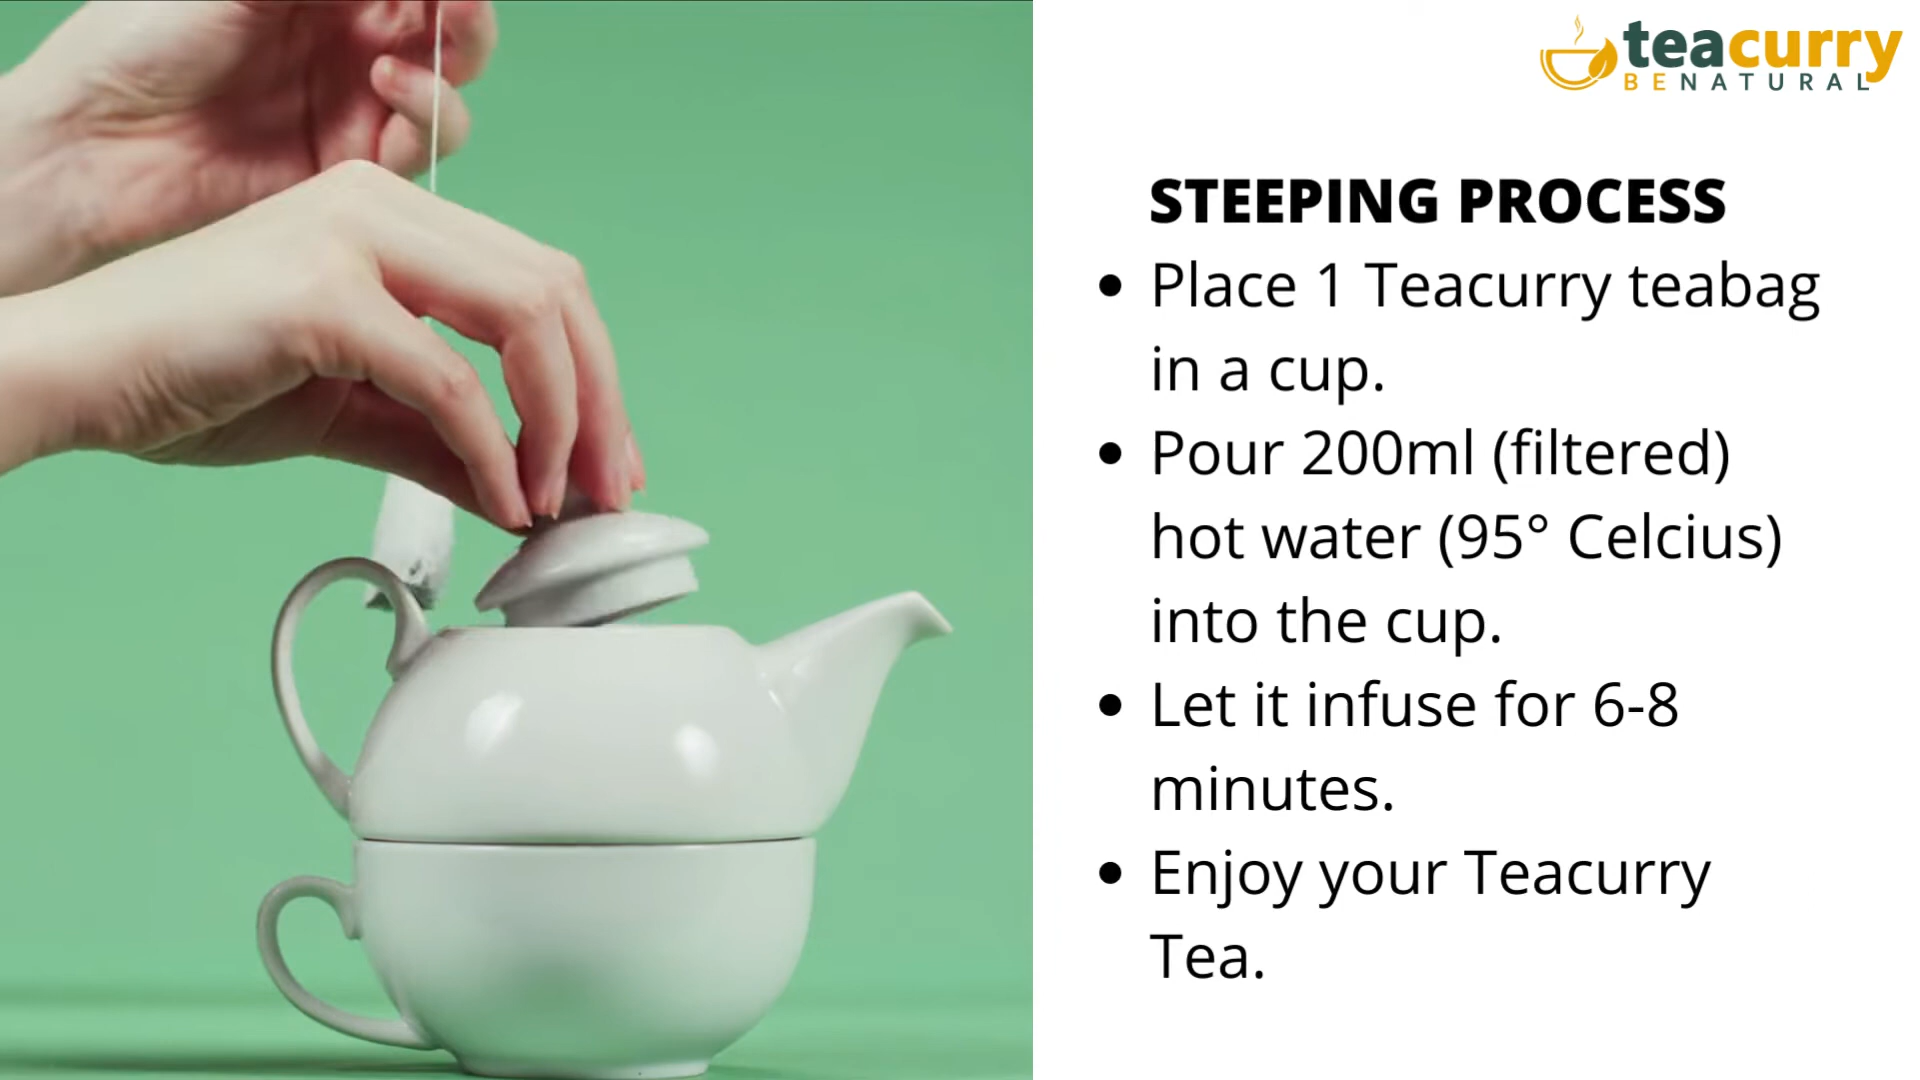 teacurry
BENATURAL
STEEPING PROCESS
• Place 1 Teacurry teabag
in a cup.
• Pour 200ml (filtered)
hot water (95° Celcius)
into the cup.
• Let it infuse for 6-8
minutes.
• Enjoy your Teacurry
Tea.